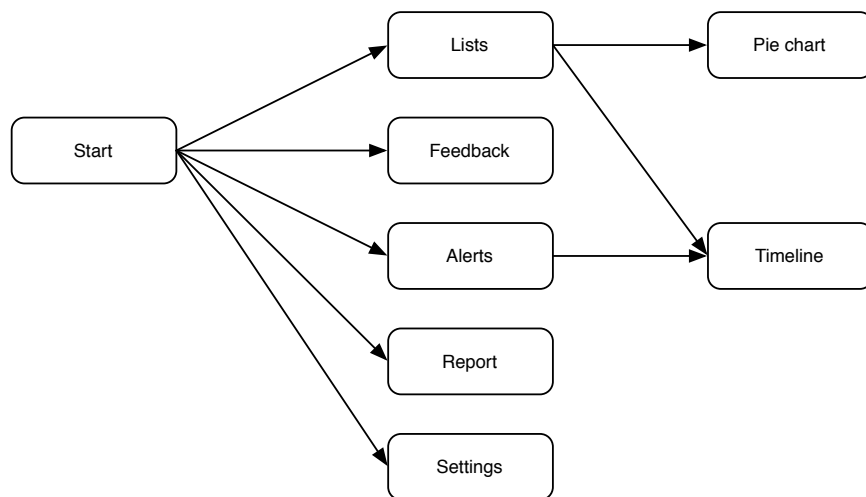 Start
Lists
Feedback
Alerts
Report
Settings
Pie chart
Timeline